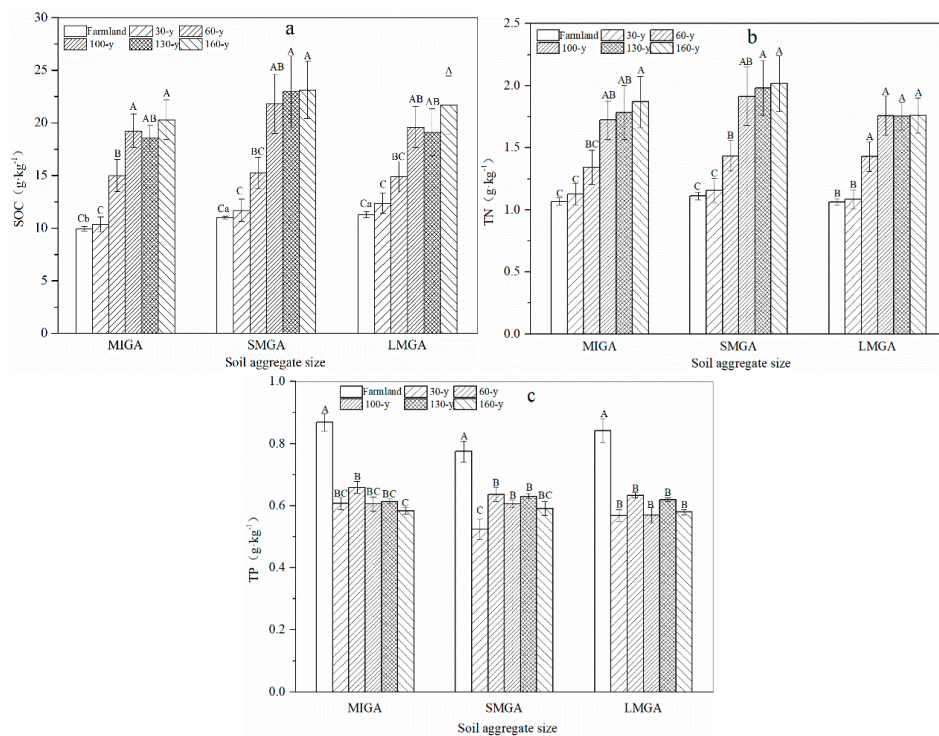 a
30
25
20
15
10
5
0
SOC (g·kg⁻¹)
Farmland 30-y 60-y
100-y 130-y 160-y
Cb C B A AB A
Ca C BC AB A A
Ca C BC AB AB A
MIGA SMGA LMGA
Soil aggregate size
b
2.5
2.0
1.5
1.0
0.5
0.0
TN (g·kg⁻¹)
Farmland 30-y 60-y
100-y 130-y 160-y
C C BC AB AB A
C C B AB A A
B B A A A A
MIGA SMGA LMGA
Soil aggregate size
c
1.0
0.8
0.6
0.4
0.2
0.0
TP (g·kg⁻¹)
Farmland 30-y 60-y
100-y 130-y 160-y
A BC B BC BC C
A C B B B BC
A B B B B B
MIGA SMGA LMGA
Soil aggregate size